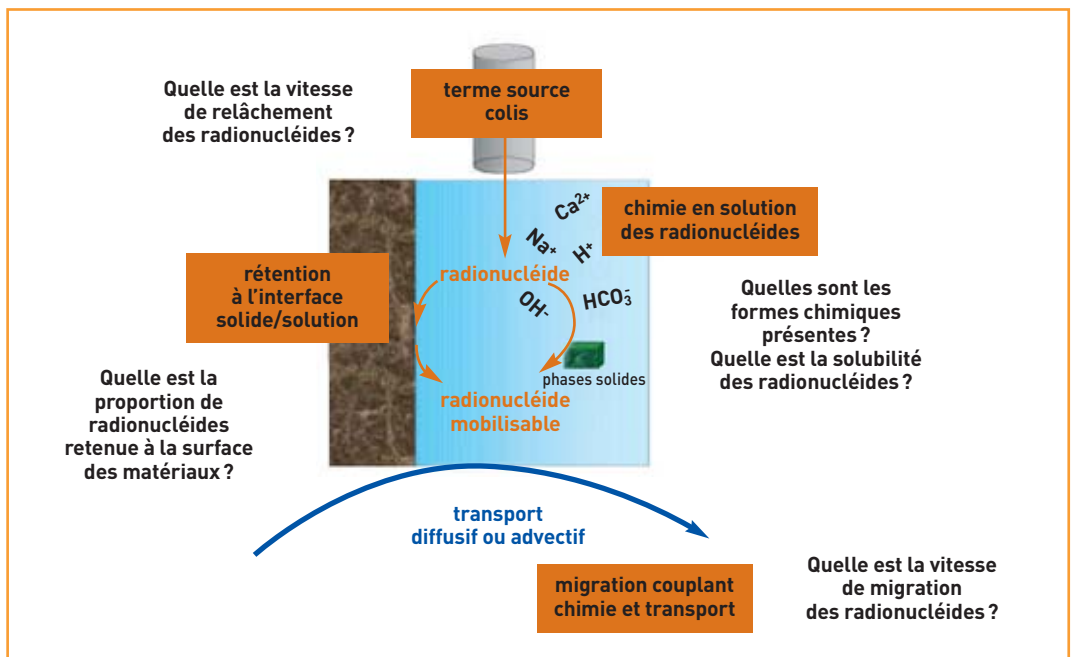 Quelle est la vitesse
de relâchement
des radionucléides ?
terme source
colis
Ca²⁺
Na⁺
H⁺
OH⁻
HCO₃⁻
chimie en solution
des radionucléides
radionucléide
rétention
à l'interface
solide/solution
Quelles sont les
formes chimiques
présentes ?
Quelle est la solubilité
des radionucléides ?
phases solides
radionucléide
mobilisable
Quelle est la
proportion de
radionucléides
retenue à la surface
des matériaux ?
transport
diffusif ou advectif
migration couplant
chimie et transport
Quelle est la vitesse
de migration
des radionucléides ?